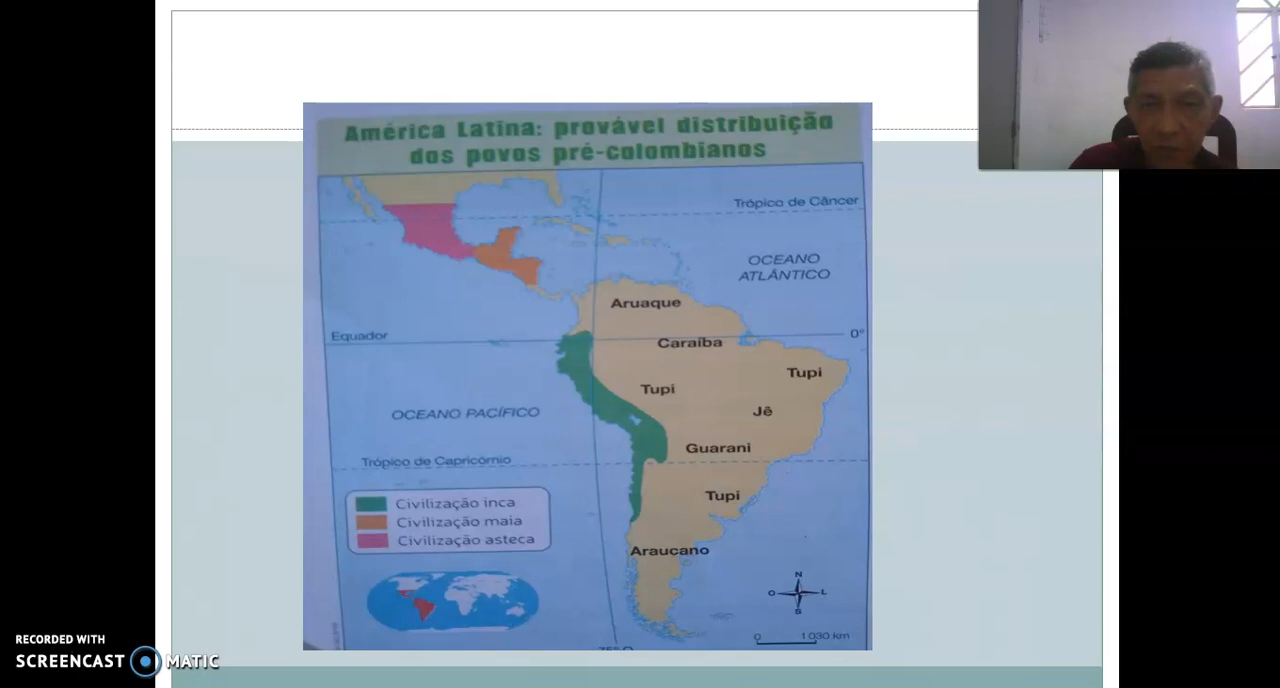 América Latina: provável distribuição
dos povos pré-colombianos
Trópico de Câncer
OCEANO
ATLÂNTICO
Aruaque
Equador
0°
Caraíba
Tupi
Tupi
OCEANO PACÍFICO
Jê
Guarani
Trópico de Capricórnio
Civilização inca
Civilização maia
Civilização asteca
Tupi
Araucano
N
O
L
S
0
1 030 km
RECORDED WITH
SCREENCAST MATIC